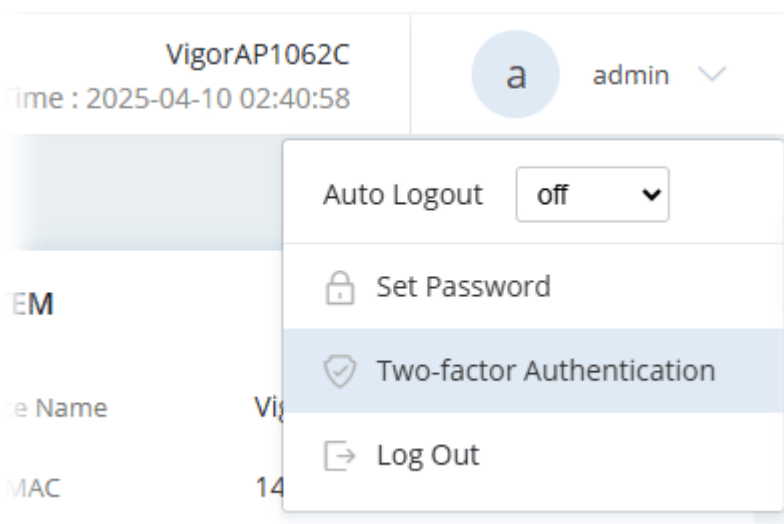 VigorAP1062C
ime : 2025-04-10 02:40:58
a
admin
Auto Logout off
Set Password
EM
Two-factor Authentication
e Name Vig
Log Out
MAC 14